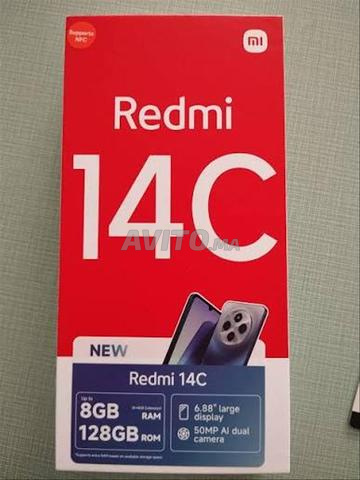 Supports
NFC
mi
Redmi
14C
AVITO.ma
NEW
Redmi 14C
Up to
8GB
RAM
128GB ROM
6.88" large
display
50MP AI dual
camera